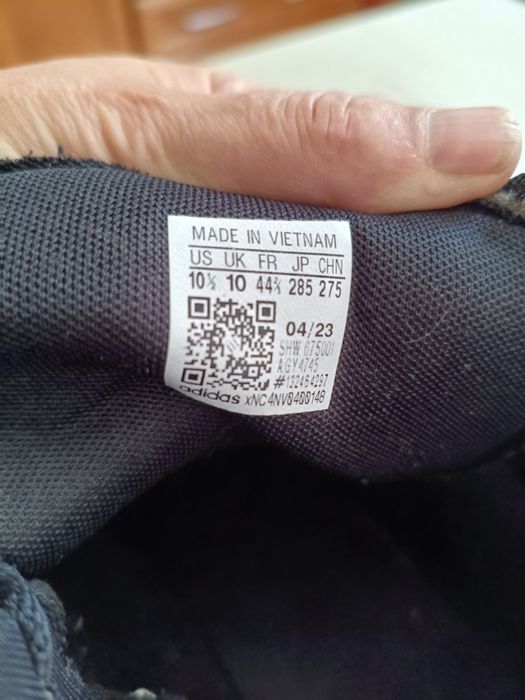 MADE IN VIETNAM
US UK FR JP CHN
10½ 10 44⅔ 285 275
04/23
SHW 675001
AGY4745
#132464297
adidas xNC4NV0400148